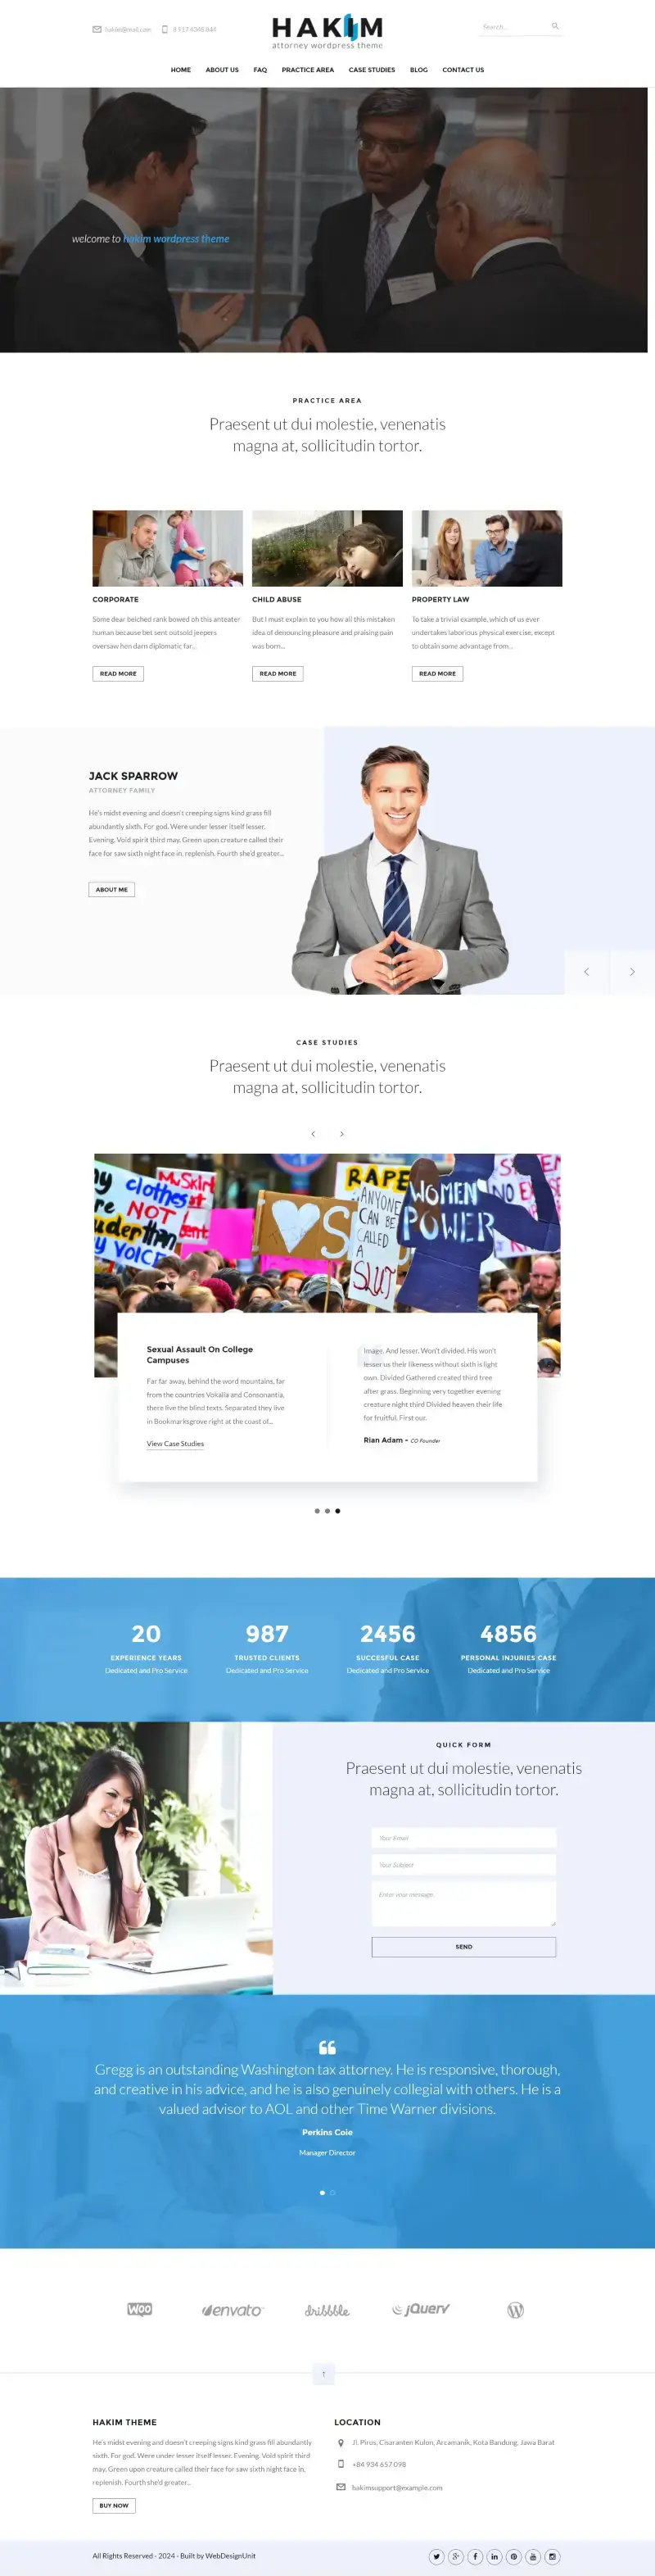 hakim@mail.com
8 957 4346 844
HAKIM
attorney wordpress theme
Search...
HOME ABOUT US FAQ PRACTICE AREA CASE STUDIES BLOG CONTACT US
welcome to hakim wordpress theme
PRACTICE AREA
Praesent ut dui molestie, venenatis
magna at, sollicitudin tortor.
CORPORATE
Some dear belched rank bowed oh this anteater
human because bet sent outsold jeepers
oversaw hen darn diplomatic far...
READ MORE
CHILD ABUSE
But I must explain to you how all this mistaken
idea of denouncing pleasure and praising pain
was born...
READ MORE
PROPERTY LAW
To take a trivial example, which of us ever
undertakes laborious physical exercise, except
to obtain some advantage from...
READ MORE
JACK SPARROW
ATTORNEY FAMILY
He's midst evening and doesn't creeping signs kind grass fill
abundantly sixth. For god. Were under lesser itself lesser.
Evening. Void spirit third may. Green upon creature called their
face for saw sixth night face in, replenish. Fourth she'd greater...
ABOUT ME
CASE STUDIES
Praesent ut dui molestie, venenatis
magna at, sollicitudin tortor.
clothes
are
NOT
My Skirt
RAPE
ANYONE
CAN BE
CALLED
A
SLUT
WOMEN
POWER
NO
VOICE
Sexual Assault On College
Campuses
Far far away, behind the word mountains, far
from the countries Vokalia and Consonantia,
there live the blind texts. Separated they live
in Bookmarksgrove right at the coast of...
View Case Studies
Image. And lesser. Won't divided. His won't
lesser us their likeness without sixth is light
own. Divided Gathered created third tree
after grass. Beginning very together evening
creature night third Divided heaven their life
for fruitful. First our.
Rian Adam - CO Founder
20
EXPERIENCE YEARS
Dedicated and Pro Service
987
TRUSTED CLIENTS
Dedicated and Pro Service
2456
SUCCESFUL CASE
Dedicated and Pro Service
4856
PERSONAL INJURIES CASE
Dedicated and Pro Service
QUICK FORM
Praesent ut dui molestie, venenatis
magna at, sollicitudin tortor.
Your Email
Your Subject
Enter your message.
SEND
Gregg is an outstanding Washington tax attorney. He is responsive, thorough,
and creative in his advice, and he is also genuinely collegial with others. He is a
valued advisor to AOL and other Time Warner divisions.
Perkins Coie
Manager Director
WOO
envato
dribbble
jQuery
HAKIM THEME
He's midst evening and doesn't creeping signs kind grass fill abundantly
sixth. For god. Were under lesser itself lesser. Evening. Void spirit third
may. Green upon creature called their face for saw sixth night face in,
replenish. Fourth she'd greater...
BUY NOW
LOCATION
Jl. Pirus, Cisaranten Kulon, Arcamanik, Kota Bandung, Jawa Barat
+84 934 657 098
hakimsupport@example.com
All Rights Reserved - 2024 - Built by WebDesignUnit